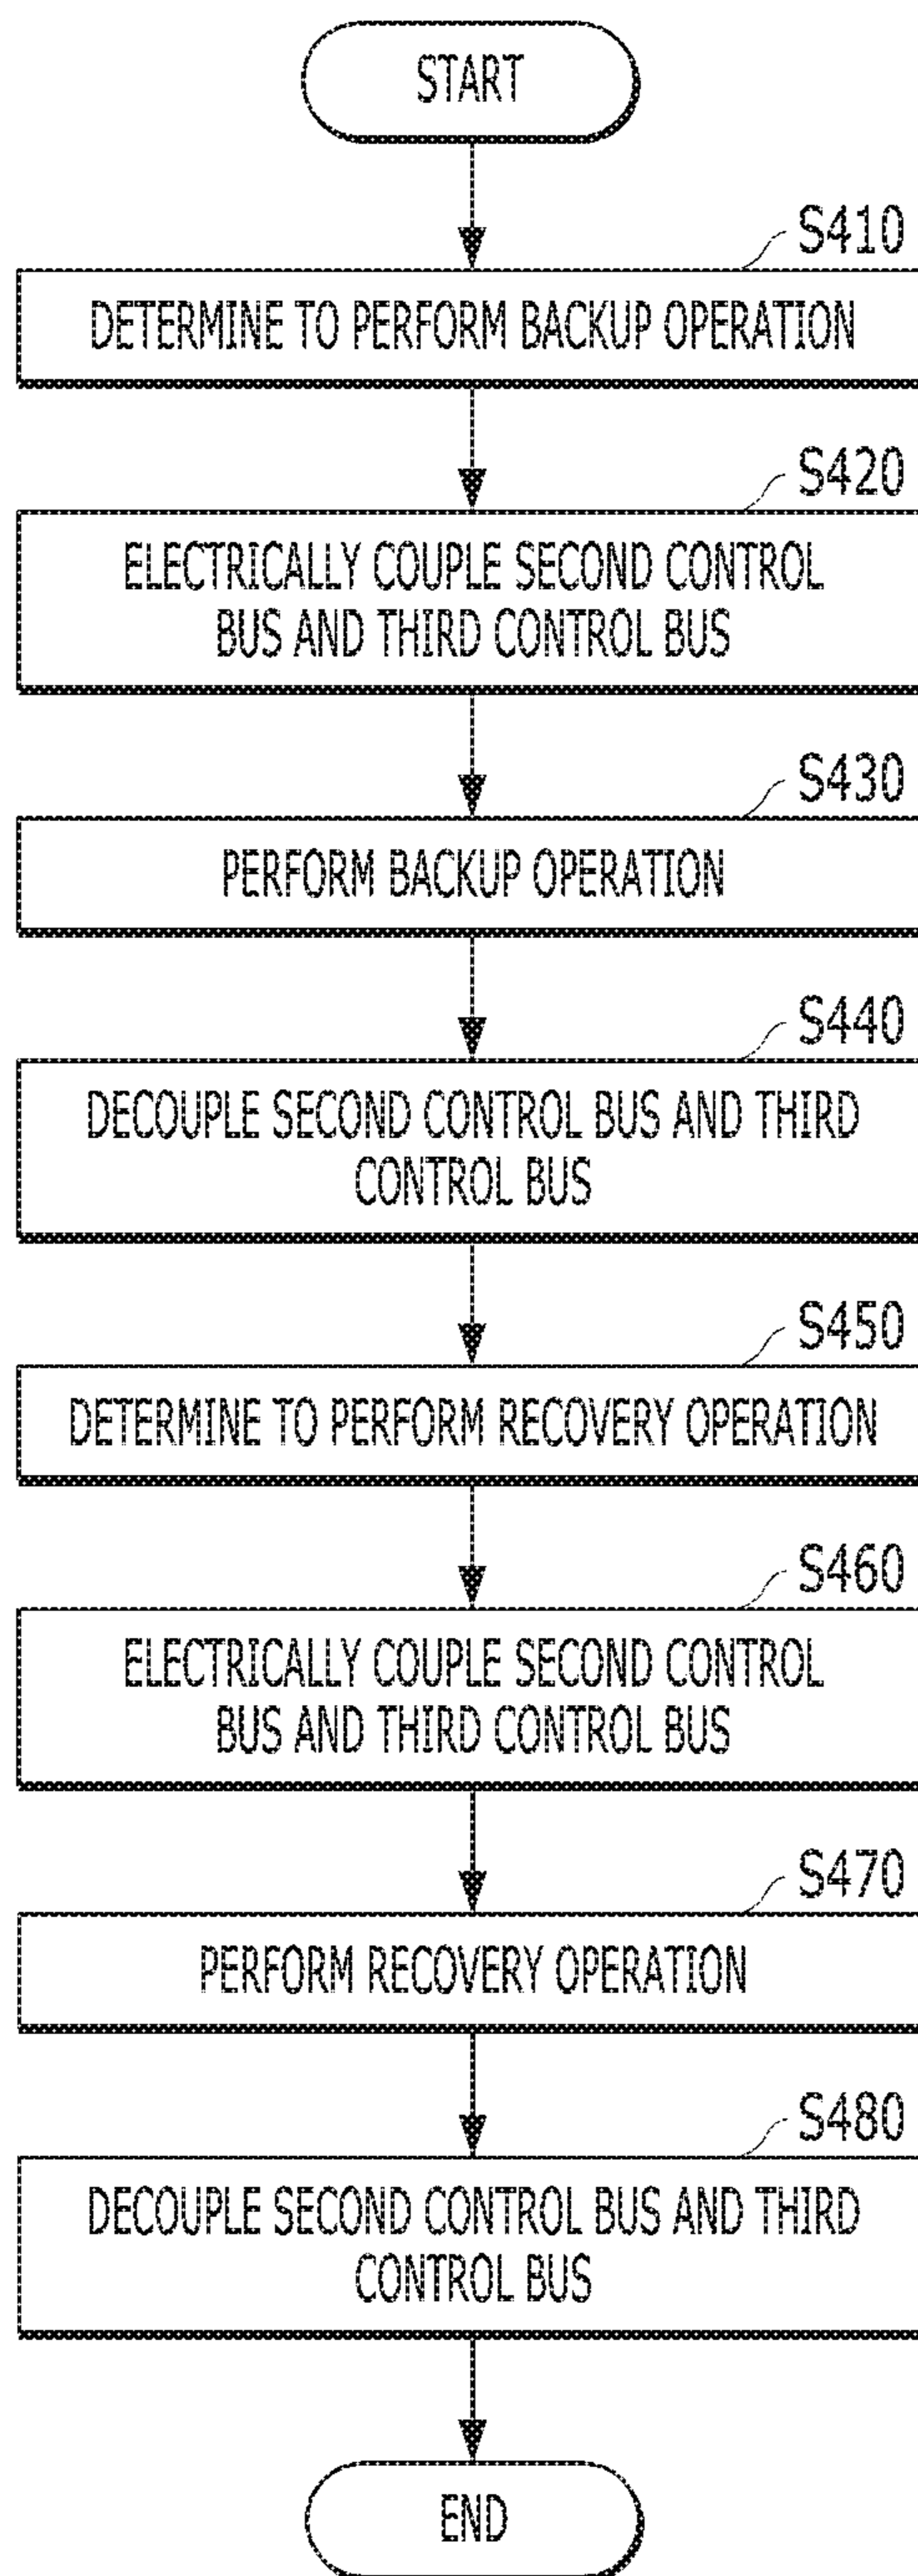 START
S410
DETERMINE TO PERFORM BACKUP OPERATION
S420
ELECTRICALLY COUPLE SECOND CONTROL
BUS AND THIRD CONTROL BUS
S430
PERFORM BACKUP OPERATION
S440
DECOUPLE SECOND CONTROL BUS AND THIRD
CONTROL BUS
S450
DETERMINE TO PERFORM RECOVERY OPERATION
S460
ELECTRICALLY COUPLE SECOND CONTROL
BUS AND THIRD CONTROL BUS
S470
PERFORM RECOVERY OPERATION
S480
DECOUPLE SECOND CONTROL BUS AND THIRD
CONTROL BUS
END